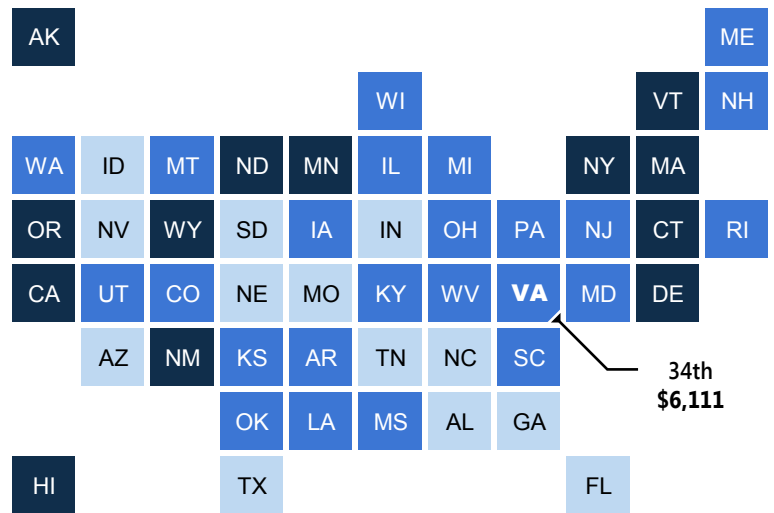 AK ME
WI VT NH
WA ID MT ND MN IL MI NY MA
OR NV WY SD IA IN OH PA NJ CT RI
CA UT CO NE MO KY WV VA MD DE
AZ NM KS AR TN NC SC
34th
$6,111
OK LA MS AL GA
HI TX FL